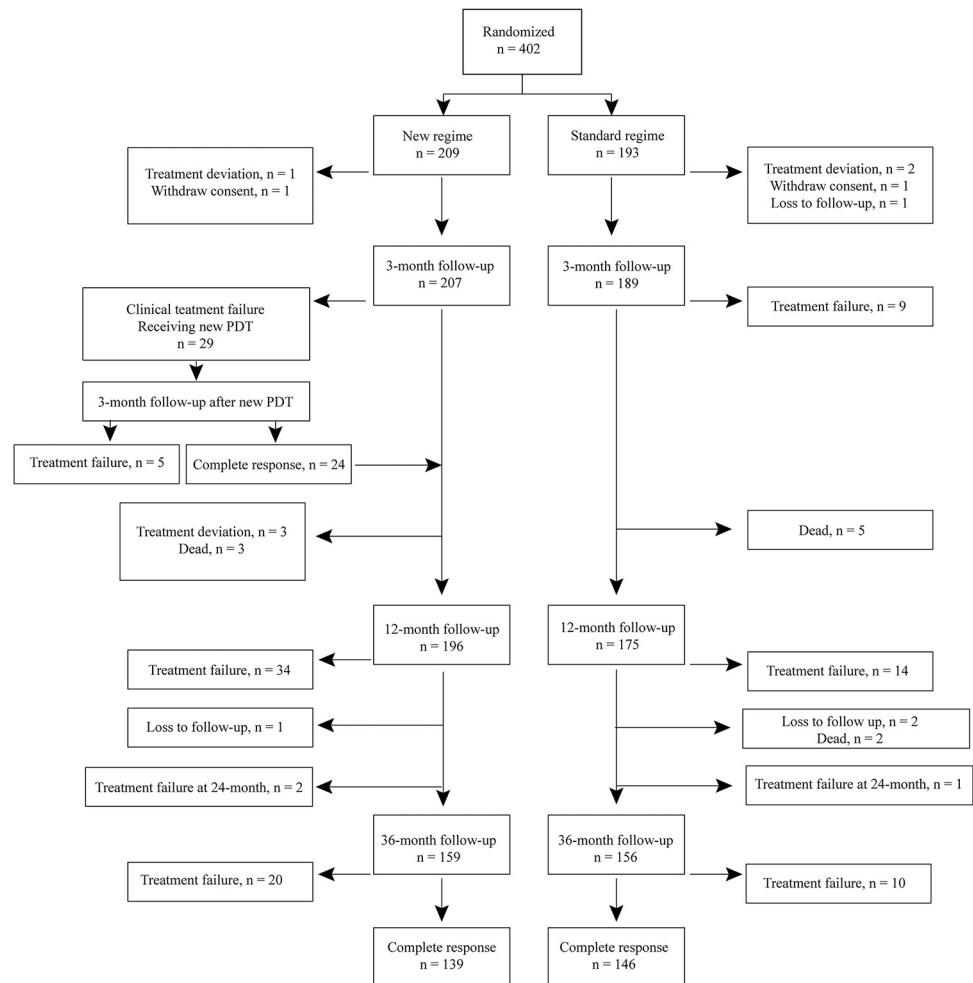 Randomized
n = 402
New regime
n = 209
Standard regime
n = 193
Treatment deviation, n = 1
Withdraw consent, n = 1
Treatment deviation, n = 2
Withdraw consent, n = 1
Loss to follow-up, n = 1
3-month follow-up
n = 207
3-month follow-up
n = 189
Clinical teatment failure
Receiving new PDT
n = 29
Treatment failure, n = 9
3-month follow-up after new PDT
Treatment failure, n = 5
Complete response, n = 24
Treatment deviation, n = 3
Dead, n = 3
Dead, n = 5
12-month follow-up
n = 196
12-month follow-up
n = 175
Treatment failure, n = 34
Treatment failure, n = 14
Loss to follow-up, n = 1
Loss to follow up, n = 2
Dead, n = 2
Treatment failure at 24-month, n = 2
Treatment failure at 24-month, n = 1
36-month follow-up
n = 159
36-month follow-up
n = 156
Treatment failure, n = 20
Treatment failure, n = 10
Complete response
n = 139
Complete response
n = 146